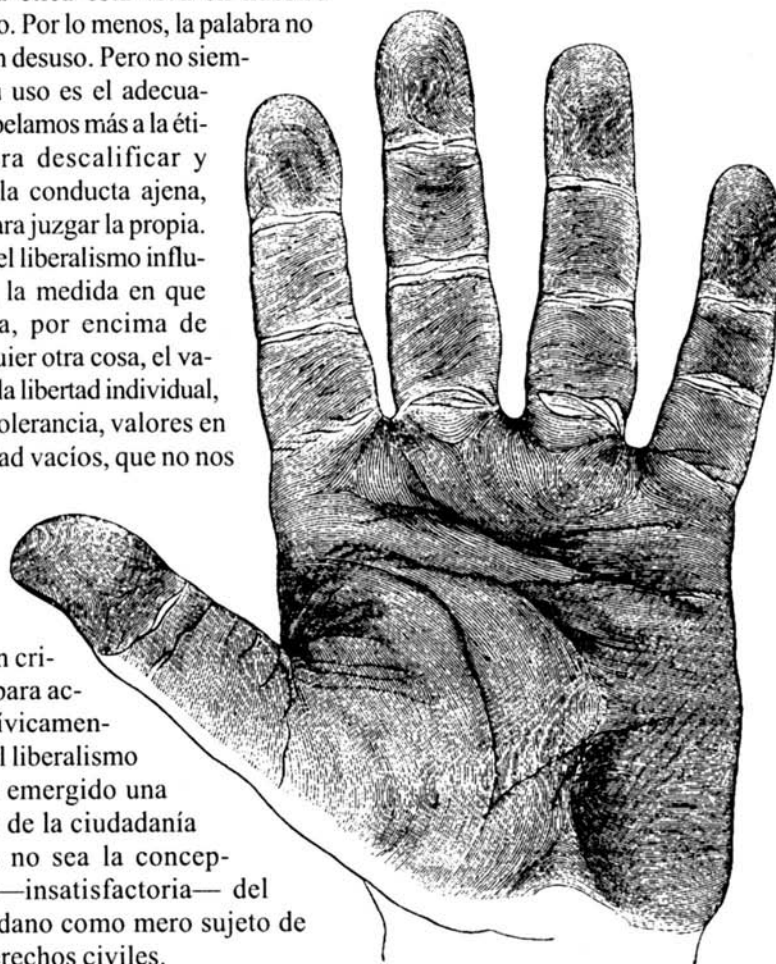 o. Por lo menos, la palabra no
n desuso. Pero no siem-
uso es el adecua-
pelamos más a la éti-
ra descalificar y
la conducta ajena,
ara juzgar la propia.
el liberalismo influ-
la medida en que
a, por encima de
uier otra cosa, el va-
la libertad individual,
tolerancia, valores en
ad vacíos, que no nos
n cri-
para ac-
ívicamen-
l liberalismo
emergido una
de la ciudadanía
no sea la concep-
—insatisfactoria— del
dano como mero sujeto de
rechos civiles.